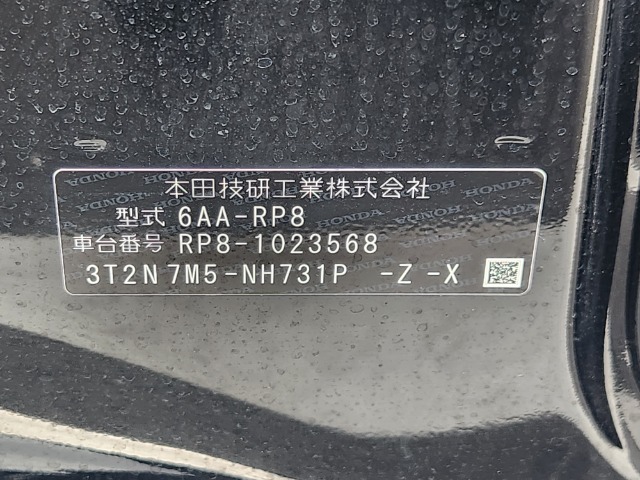 本田技研工業株式会社
型式 6AA-RP8
車台番号 RP8-1023568
3T2N7M5-NH731P -Z -X